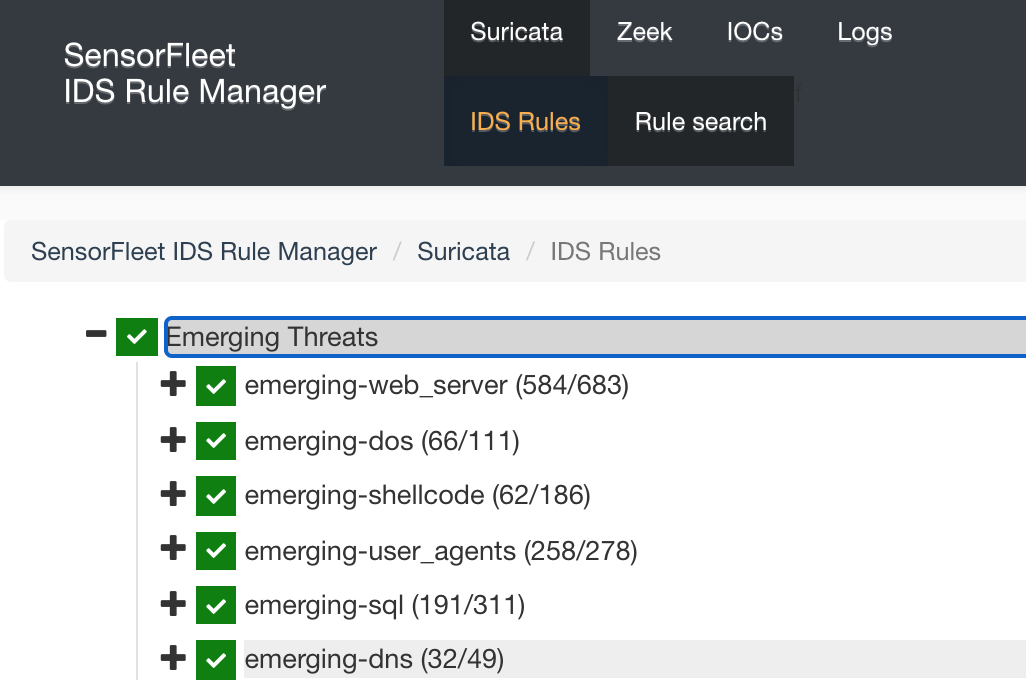 SensorFleet
IDS Rule Manager
Suricata Zeek IOCs Logs
IDS Rules Rule search
SensorFleet IDS Rule Manager / Suricata / IDS Rules
Emerging Threats
emerging-web_server (584/683)
emerging-dos (66/111)
emerging-shellcode (62/186)
emerging-user_agents (258/278)
emerging-sql (191/311)
emerging-dns (32/49)